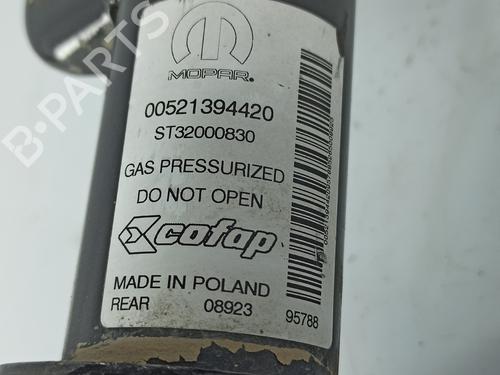 MOPAR®
00521394420
ST32000830
GAS PRESSURIZED
DO NOT OPEN
cofap
MADE IN POLAND
REAR 08923
95788
B-PARTS